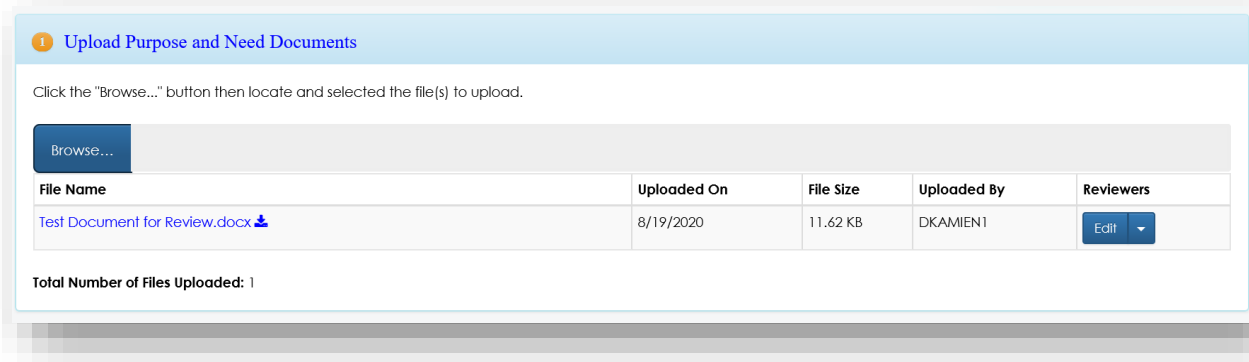 1 Upload Purpose and Need Documents
Click the "Browse..." button then locate and selected the file(s) to upload.
Browse...
File Name Uploaded On File Size Uploaded By Reviewers
Test Document for Review.docx 8/19/2020 11.62 KB DKAMIEN1 Edit
Total Number of Files Uploaded: 1